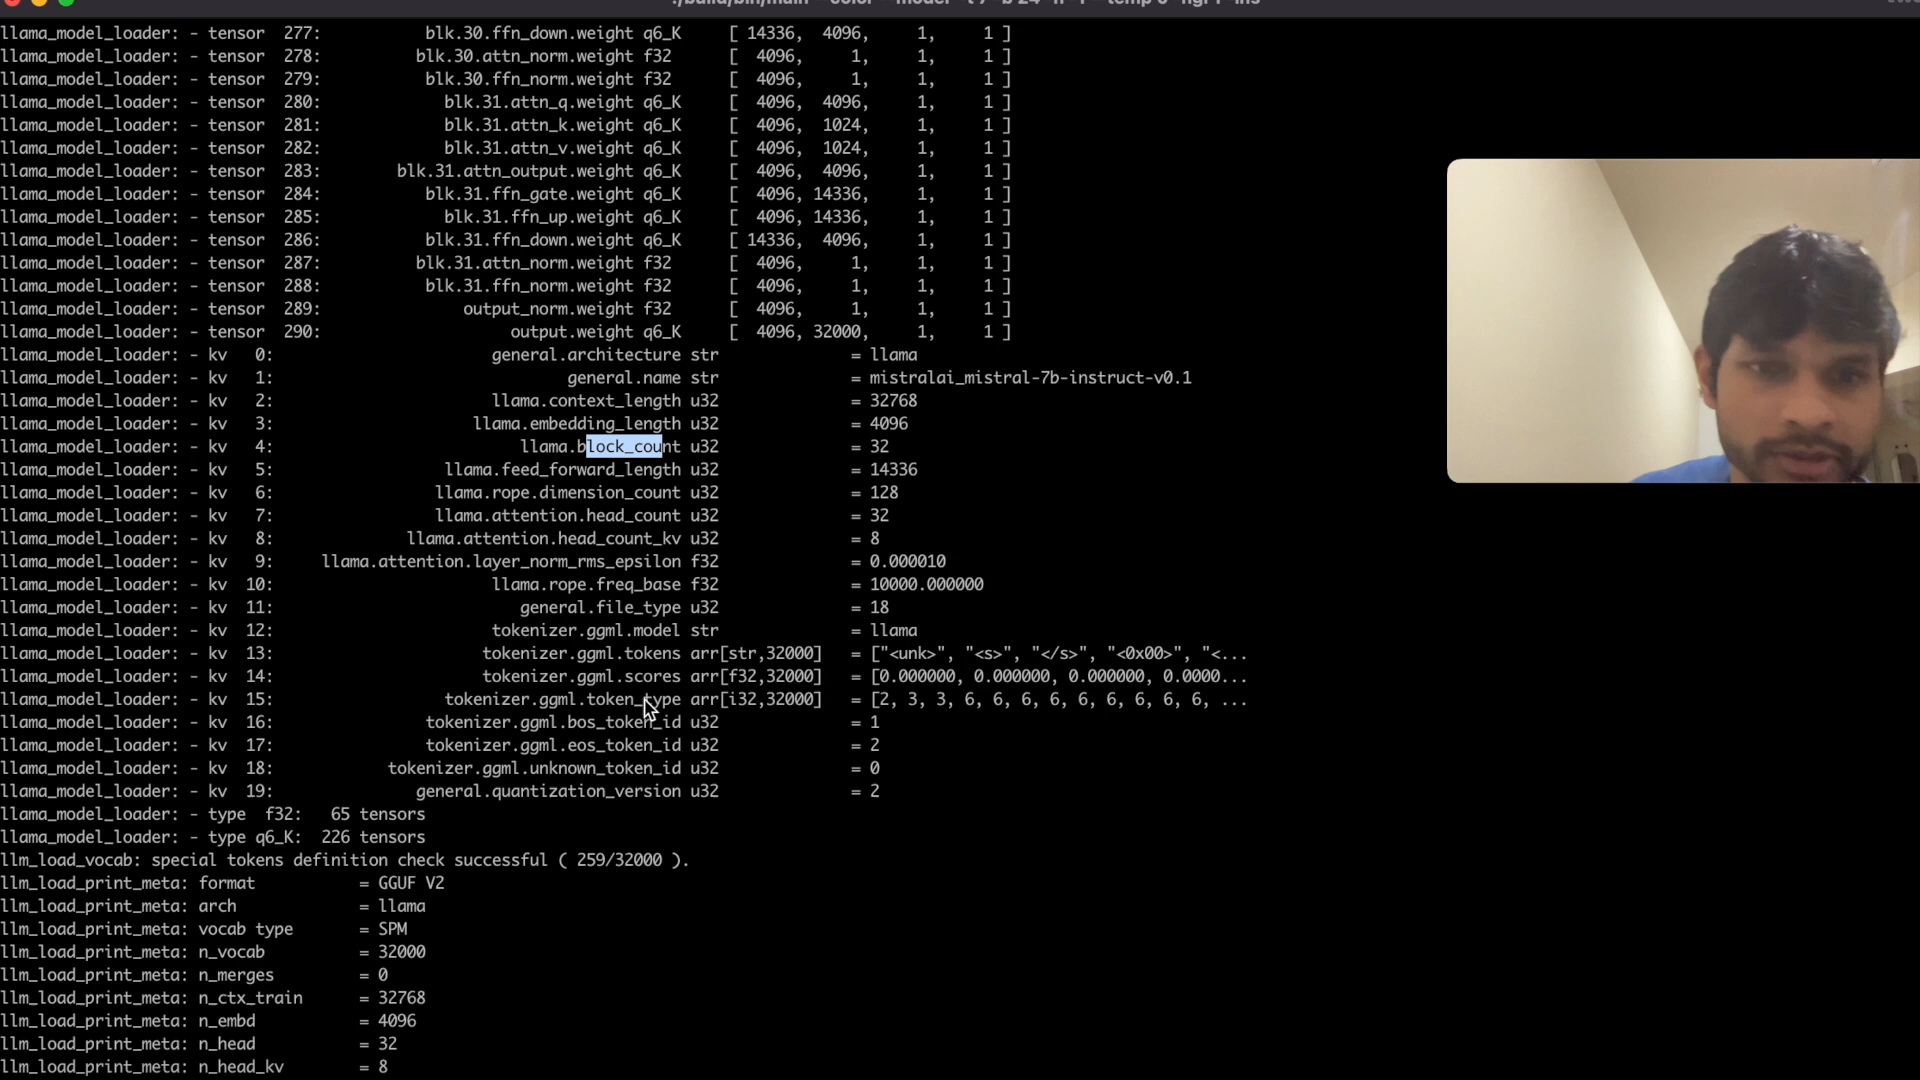 ./build/bin/main --color --model
llama_model_loader: - tensor 277: blk.30.ffn_down.weight q6_K [ 14336, 4096, 1, 1 ]
llama_model_loader: - tensor 278: blk.30.attn_norm.weight f32 [ 4096, 1, 1, 1 ]
llama_model_loader: - tensor 279: blk.30.ffn_norm.weight f32 [ 4096, 1, 1, 1 ]
llama_model_loader: - tensor 280: blk.31.attn_q.weight q6_K [ 4096, 4096, 1, 1 ]
llama_model_loader: - tensor 281: blk.31.attn_k.weight q6_K [ 4096, 1024, 1, 1 ]
llama_model_loader: - tensor 282: blk.31.attn_v.weight q6_K [ 4096, 1024, 1, 1 ]
llama_model_loader: - tensor 283: blk.31.attn_output.weight q6_K [ 4096, 4096, 1, 1 ]
llama_model_loader: - tensor 284: blk.31.ffn_gate.weight q6_K [ 4096, 14336, 1, 1 ]
llama_model_loader: - tensor 285: blk.31.ffn_up.weight q6_K [ 4096, 14336, 1, 1 ]
llama_model_loader: - tensor 286: blk.31.ffn_down.weight q6_K [ 14336, 4096, 1, 1 ]
llama_model_loader: - tensor 287: blk.31.attn_norm.weight f32 [ 4096, 1, 1, 1 ]
llama_model_loader: - tensor 288: blk.31.ffn_norm.weight f32 [ 4096, 1, 1, 1 ]
llama_model_loader: - tensor 289: output_norm.weight f32 [ 4096, 1, 1, 1 ]
llama_model_loader: - tensor 290: output.weight q6_K [ 4096, 32000, 1, 1 ]
llama_model_loader: - kv 0: general.architecture str = llama
llama_model_loader: - kv 1: general.name str = mistralai_mistral-7b-instruct-v0.1
llama_model_loader: - kv 2: llama.context_length u32 = 32768
llama_model_loader: - kv 3: llama.embedding_length u32 = 4096
llama_model_loader: - kv 4: llama.block_count u32 = 32
llama_model_loader: - kv 5: llama.feed_forward_length u32 = 14336
llama_model_loader: - kv 6: llama.rope.dimension_count u32 = 128
llama_model_loader: - kv 7: llama.attention.head_count u32 = 32
llama_model_loader: - kv 8: llama.attention.head_count_kv u32 = 8
llama_model_loader: - kv 9: llama.attention.layer_norm_rms_epsilon f32 = 0.000010
llama_model_loader: - kv 10: llama.rope.freq_base f32 = 10000.000000
llama_model_loader: - kv 11: general.file_type u32 = 18
llama_model_loader: - kv 12: tokenizer.ggml.model str = llama
llama_model_loader: - kv 13: tokenizer.ggml.tokens arr[str,32000] = ["<unk>", "<s>", "</s>", "<0x00>", "<...
llama_model_loader: - kv 14: tokenizer.ggml.scores arr[f32,32000] = [0.000000, 0.000000, 0.000000, 0.0000...
llama_model_loader: - kv 15: tokenizer.ggml.token_type arr[i32,32000] = [2, 3, 3, 6, 6, 6, 6, 6, 6, 6, 6, 6, ...
llama_model_loader: - kv 16: tokenizer.ggml.bos_token_id u32 = 1
llama_model_loader: - kv 17: tokenizer.ggml.eos_token_id u32 = 2
llama_model_loader: - kv 18: tokenizer.ggml.unknown_token_id u32 = 0
llama_model_loader: - kv 19: general.quantization_version u32 = 2
llama_model_loader: - type f32: 65 tensors
llama_model_loader: - type q6_K: 226 tensors
llm_load_vocab: special tokens definition check successful ( 259/32000 ).
llm_load_print_meta: format = GGUF V2
llm_load_print_meta: arch = llama
llm_load_print_meta: vocab type = SPM
llm_load_print_meta: n_vocab = 32000
llm_load_print_meta: n_merges = 0
llm_load_print_meta: n_ctx_train = 32768
llm_load_print_meta: n_embd = 4096
llm_load_print_meta: n_head = 32
llm_load_print_meta: n_head_kv = 8